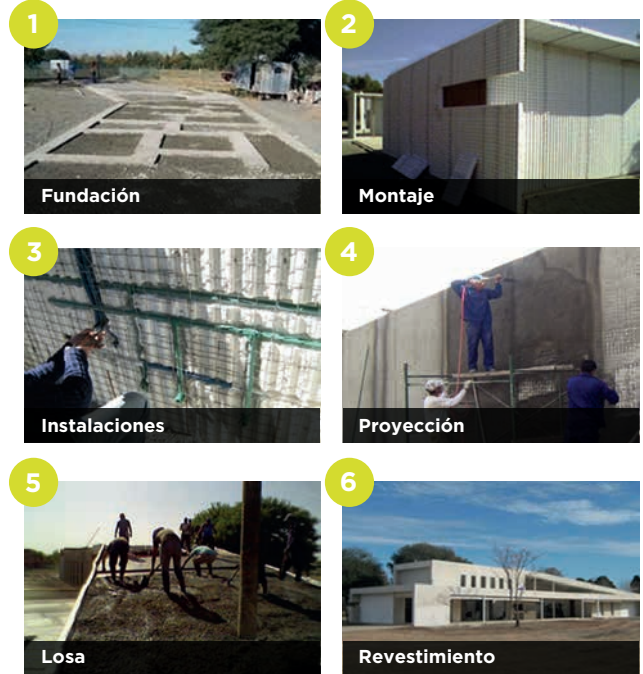 1
Fundación
2
Montaje
3
Instalaciones
4
Proyección
5
Losa
6
Revestimiento